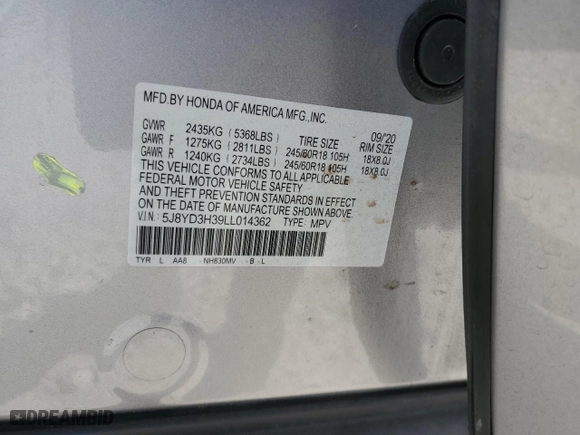 MFD. BY HONDA OF AMERICA MFG., INC.
GVWR 2435KG ( 5368LBS ) 09/20
GAWR F 1275KG ( 2811LBS ) TIRE SIZE RIM SIZE
GAWR R 1240KG ( 2734LBS ) 245/60R18 105H 18X8.0J
245/60R18 105H 18X8.0J
THIS VEHICLE CONFORMS TO ALL APPLICABLE
FEDERAL MOTOR VEHICLE SAFETY
AND THEFT PREVENTION STANDARDS IN EFFECT
ON THE DATE OF MANUFACTURE SHOWN ABOVE.
V.I.N: 5J8YD3H39LL014362 TYPE: MPV
TYR L AA8 - NH830MV - B - L
DREAMBID